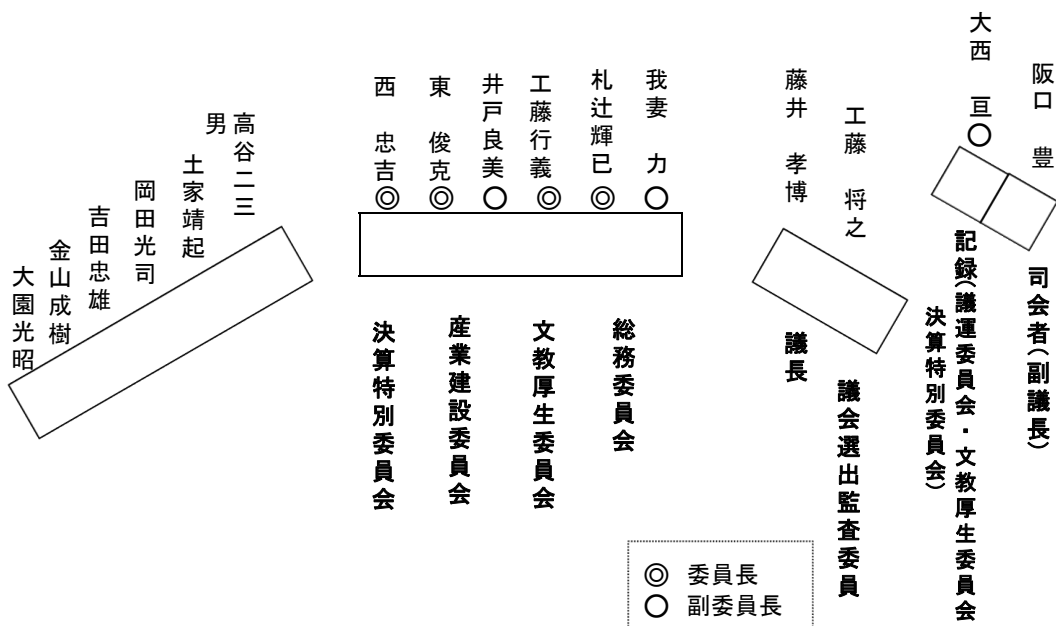 阪口 豊
大西 亘〇
工藤 将之
藤井 孝博
我妻 力〇
札辻輝已◎
工藤行義◎
井戸良美〇
東 俊克◎
西 忠吉◎
高谷二三
男
土家靖起
岡田光司
吉田忠雄
金山成樹
大園光昭
司会者(副議長)
記録(議運委員会・文教厚生委員会
決算特別委員会)
議会選出監査委員
議長
総務委員会
文教厚生委員会
産業建設委員会
決算特別委員会
◎ 委員長
〇 副委員長